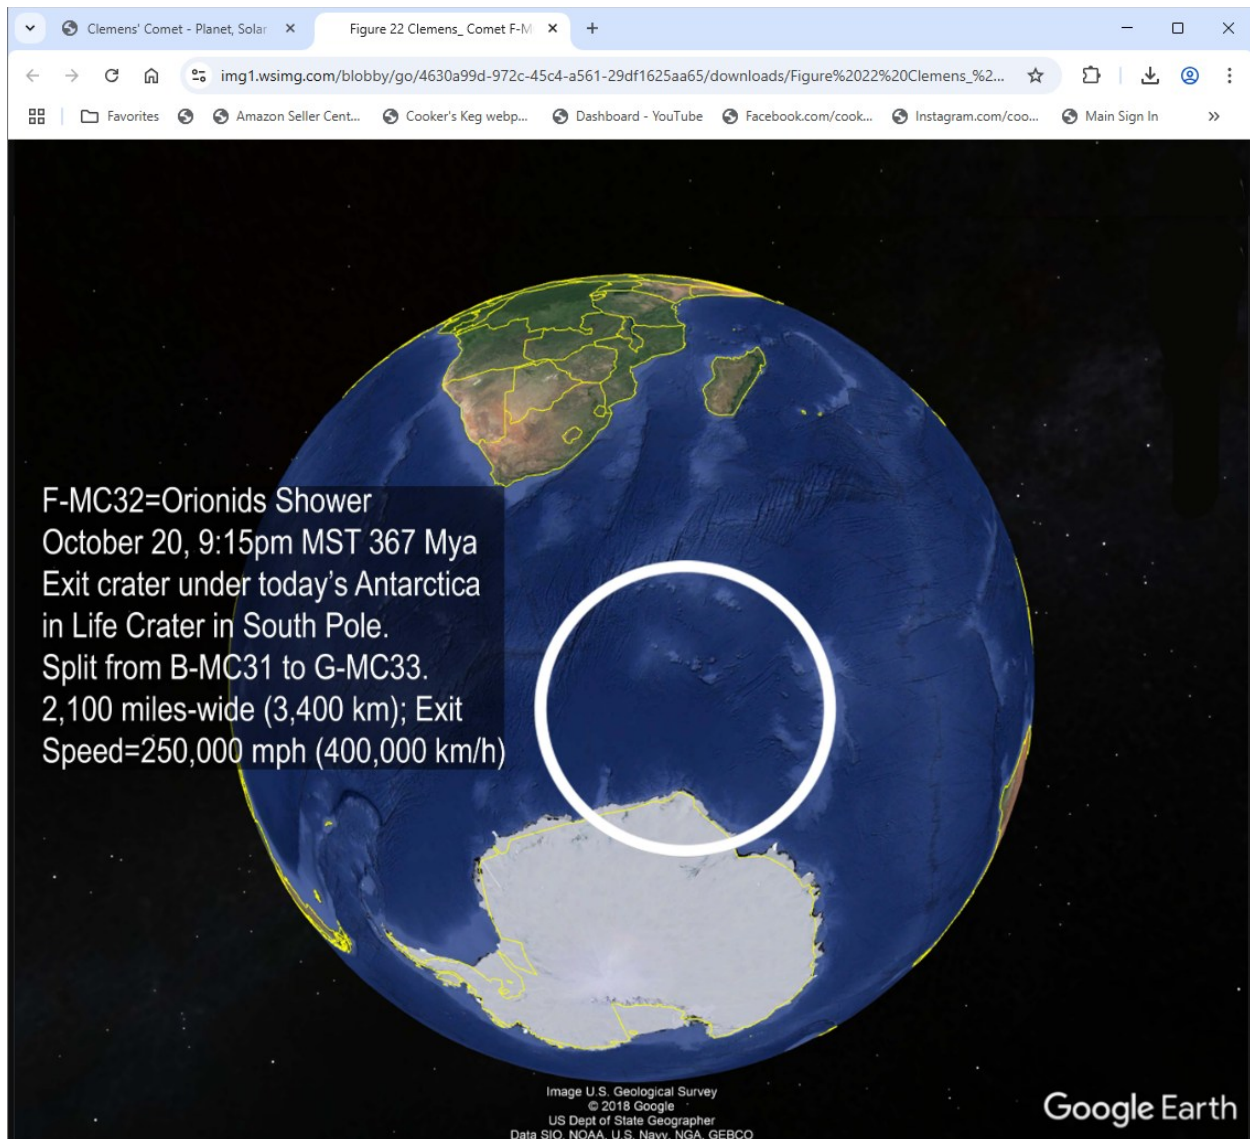 Clemens' Comet - Planet, Solar
Figure 22 Clemens_ Comet F-M
img1.wsimg.com/blobby/go/4630a99d-972c-45c4-a561-29df1625aa65/downloads/Figure%2022%20Clemens_%2...
Favorites
Amazon Seller Cent...
Cooker's Keg webp...
Dashboard - YouTube
Facebook.com/cook...
Instagram.com/coo...
Main Sign In
F-MC32=Orionids Shower
October 20, 9:15pm MST 367 Mya
Exit crater under today's Antarctica
in Life Crater in South Pole.
Split from B-MC31 to G-MC33.
2,100 miles-wide (3,400 km); Exit
Speed=250,000 mph (400,000 km/h)
Image U.S. Geological Survey
© 2018 Google
US Dept of State Geographer
Data SIO, NOAA, U.S. Navy, NGA, GEBCO
Google Earth